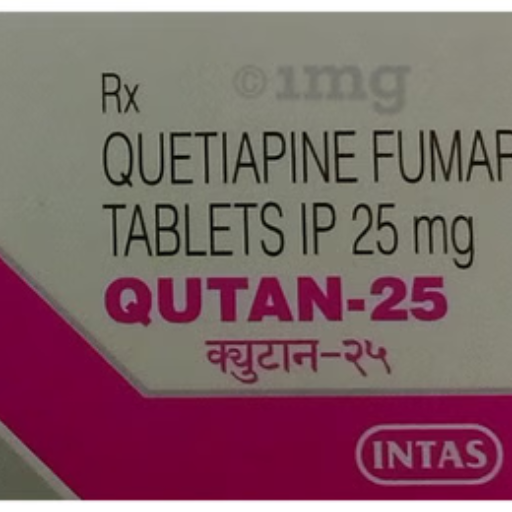 ©1mg
Rx
QUETIAPINE FUMAR
TABLETS IP 25 mg
QUTAN-25
क्युटान-२५
INTAS